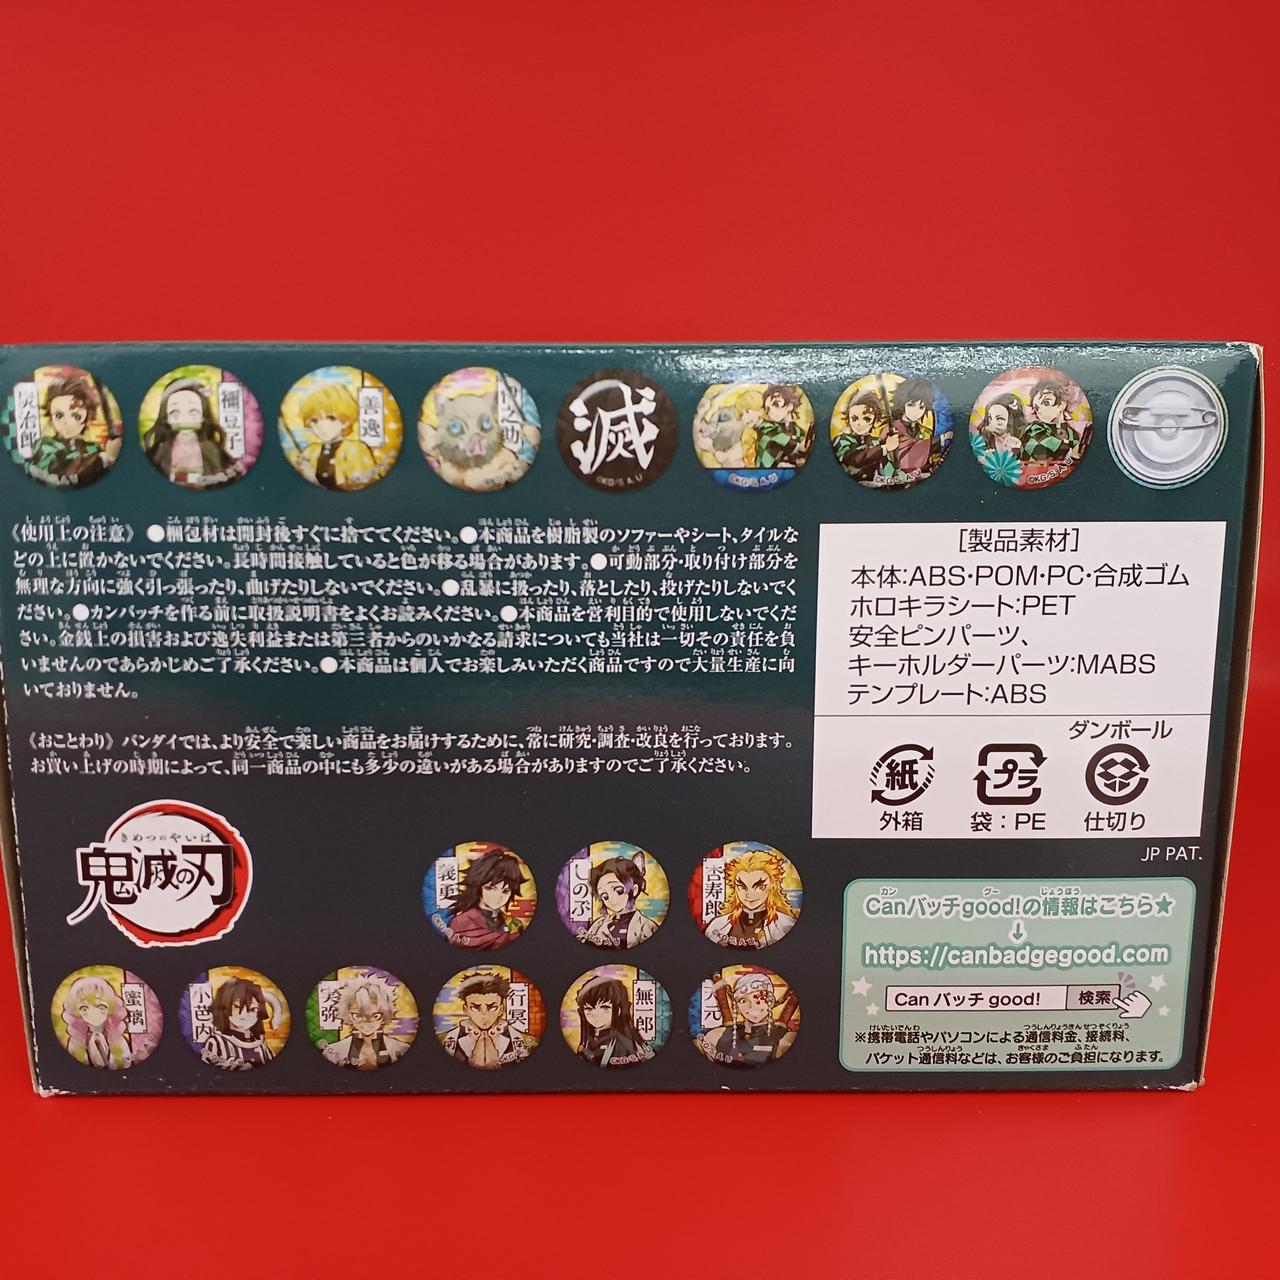 炭治郎
禰豆子
善逸
之助
滅
©K.G/S,A,U
《使用上の注意》●梱包材は開封後すぐに捨ててください。●本商品を樹脂製のソファーやシート、タイルな
どの上に置かないでください。長時間接触していると色が移る場合があります。●可動部分・取り付け部分を
無理な方向に強く引っ張ったり、曲げたりしないでください。●乱暴に扱ったり、落としたり、投げたりしないでく
ださい。●カンバッチを作る前に取扱説明書をよくお読みください。●本商品を営利目的で使用しないでくだ
さい。金銭上の損害および逸失利益または第三者からのいかなる請求についても当社は一切その責任を負
いませんのであらかじめご了承ください。●本商品は個人でお楽しみいただく商品ですので大量生産に向
いておりません。
《おことわり》バンダイでは、より安全で楽しい商品をお届けするために、常に研究・調査・改良を行っております。
お買い上げの時期によって、同一商品の中にも多少の違いがある場合がありますのでご了承ください。
[製品素材]
本体:ABS・POM・PC・合成ゴム
ホロキラシート:PET
安全ピンパーツ、
キーホルダーパーツ:MABS
テンプレート:ABS
ダンボール
紙
プラ
外箱
袋:PE
仕切り
JP PAT.
きめつのやいば
鬼滅の刃
義勇
しのぶ
杏寿郎
蜜璃
小芭内
実弥
行冥
無一郎
天元
Canバッチgood!の情報はこちら★
↓
https://canbadgegood.com
Can バッチ good!
検索
※携帯電話やパソコンによる通信料金、接続料、
パケット通信料などは、お客様のご負担になります。